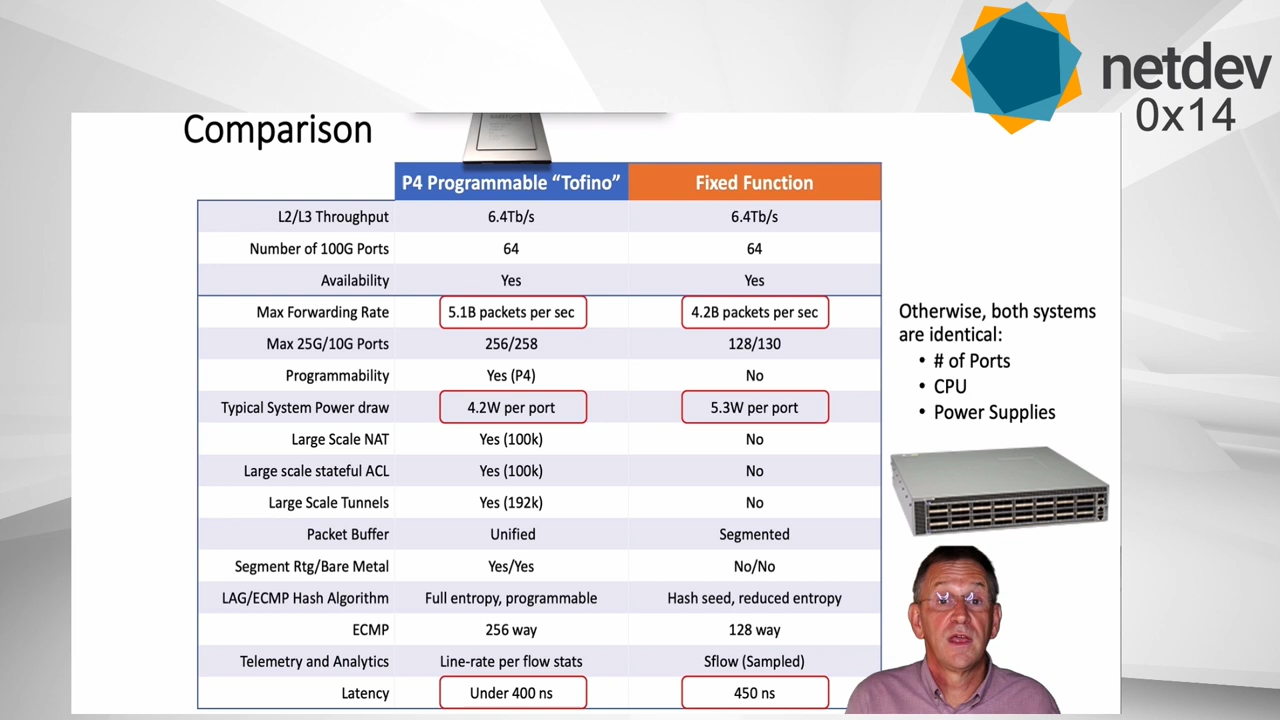 netdev
0x14
Comparison
P4 Programmable “Tofino” Fixed Function
L2/L3 Throughput 6.4Tb/s 6.4Tb/s
Number of 100G Ports 64 64
Availability Yes Yes
Max Forwarding Rate 5.1B packets per sec 4.2B packets per sec
Max 25G/10G Ports 256/258 128/130
Programmability Yes (P4) No
Typical System Power draw 4.2W per port 5.3W per port
Large Scale NAT Yes (100k) No
Large scale stateful ACL Yes (100k) No
Large Scale Tunnels Yes (192k) No
Packet Buffer Unified Segmented
Segment Rtg/Bare Metal Yes/Yes No/No
LAG/ECMP Hash Algorithm Full entropy, programmable Hash seed, reduced entropy
ECMP 256 way 128 way
Telemetry and Analytics Line-rate per flow stats Sflow (Sampled)
Latency Under 400 ns 450 ns
Otherwise, both systems
are identical:
• # of Ports
• CPU
• Power Supplies